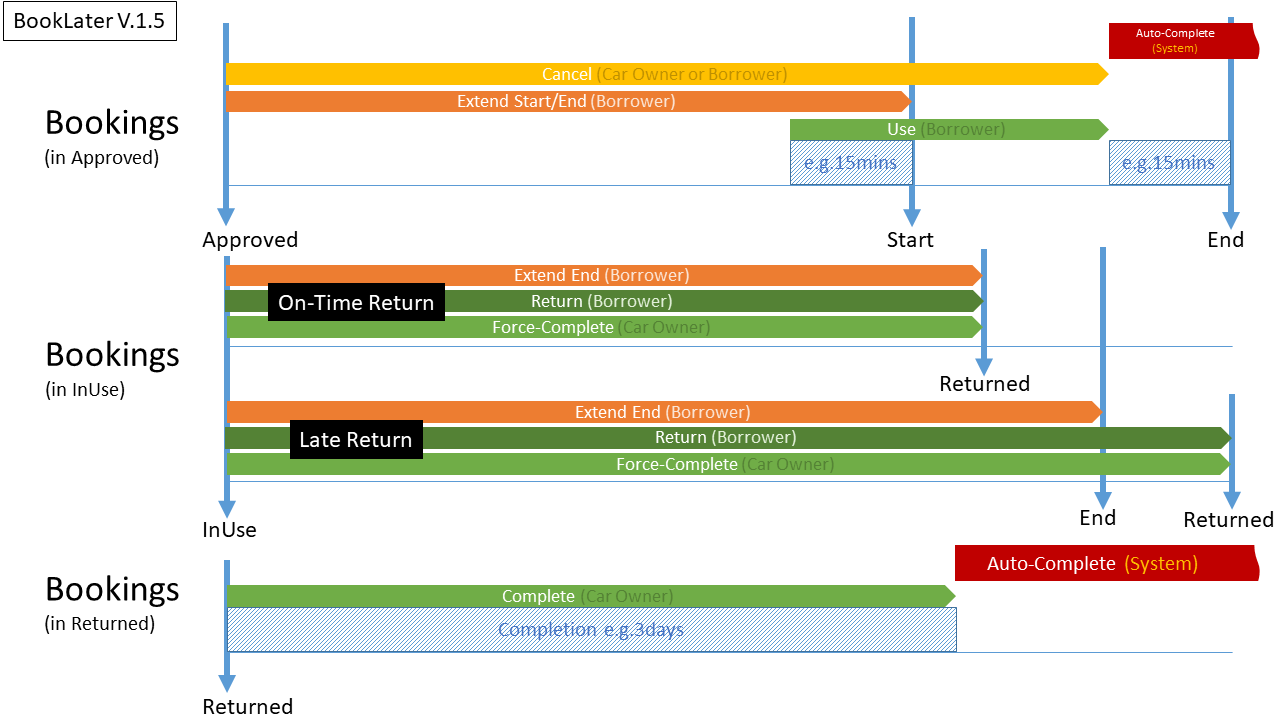 BookLater V.1.5
Auto-Complete
(System)
Cancel (Car Owner or Borrower)
Extend Start/End (Borrower)
Use (Borrower)
Bookings
(in Approved)
e.g.15mins
e.g.15mins
Approved
Start
End
Extend End (Borrower)
On-Time Return
Return (Borrower)
Force-Complete (Car Owner)
Bookings
(in InUse)
Returned
Extend End (Borrower)
Late Return
Return (Borrower)
Force-Complete (Car Owner)
InUse
End
Returned
Auto-Complete (System)
Bookings
(in Returned)
Complete (Car Owner)
Completion e.g.3days
Returned